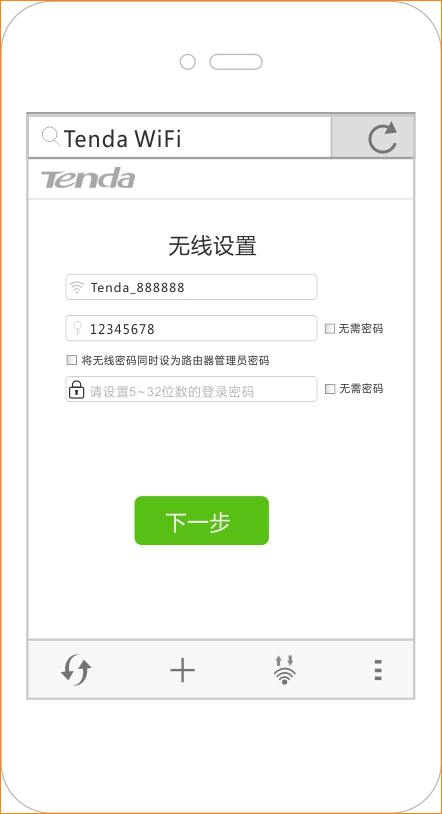 Tenda WiFi
Tenda
无线设置
Tenda_888888
12345678 无需密码
将无线密码同时设为路由器管理员密码
请设置5~32位数的登录密码 无需密码
下一步